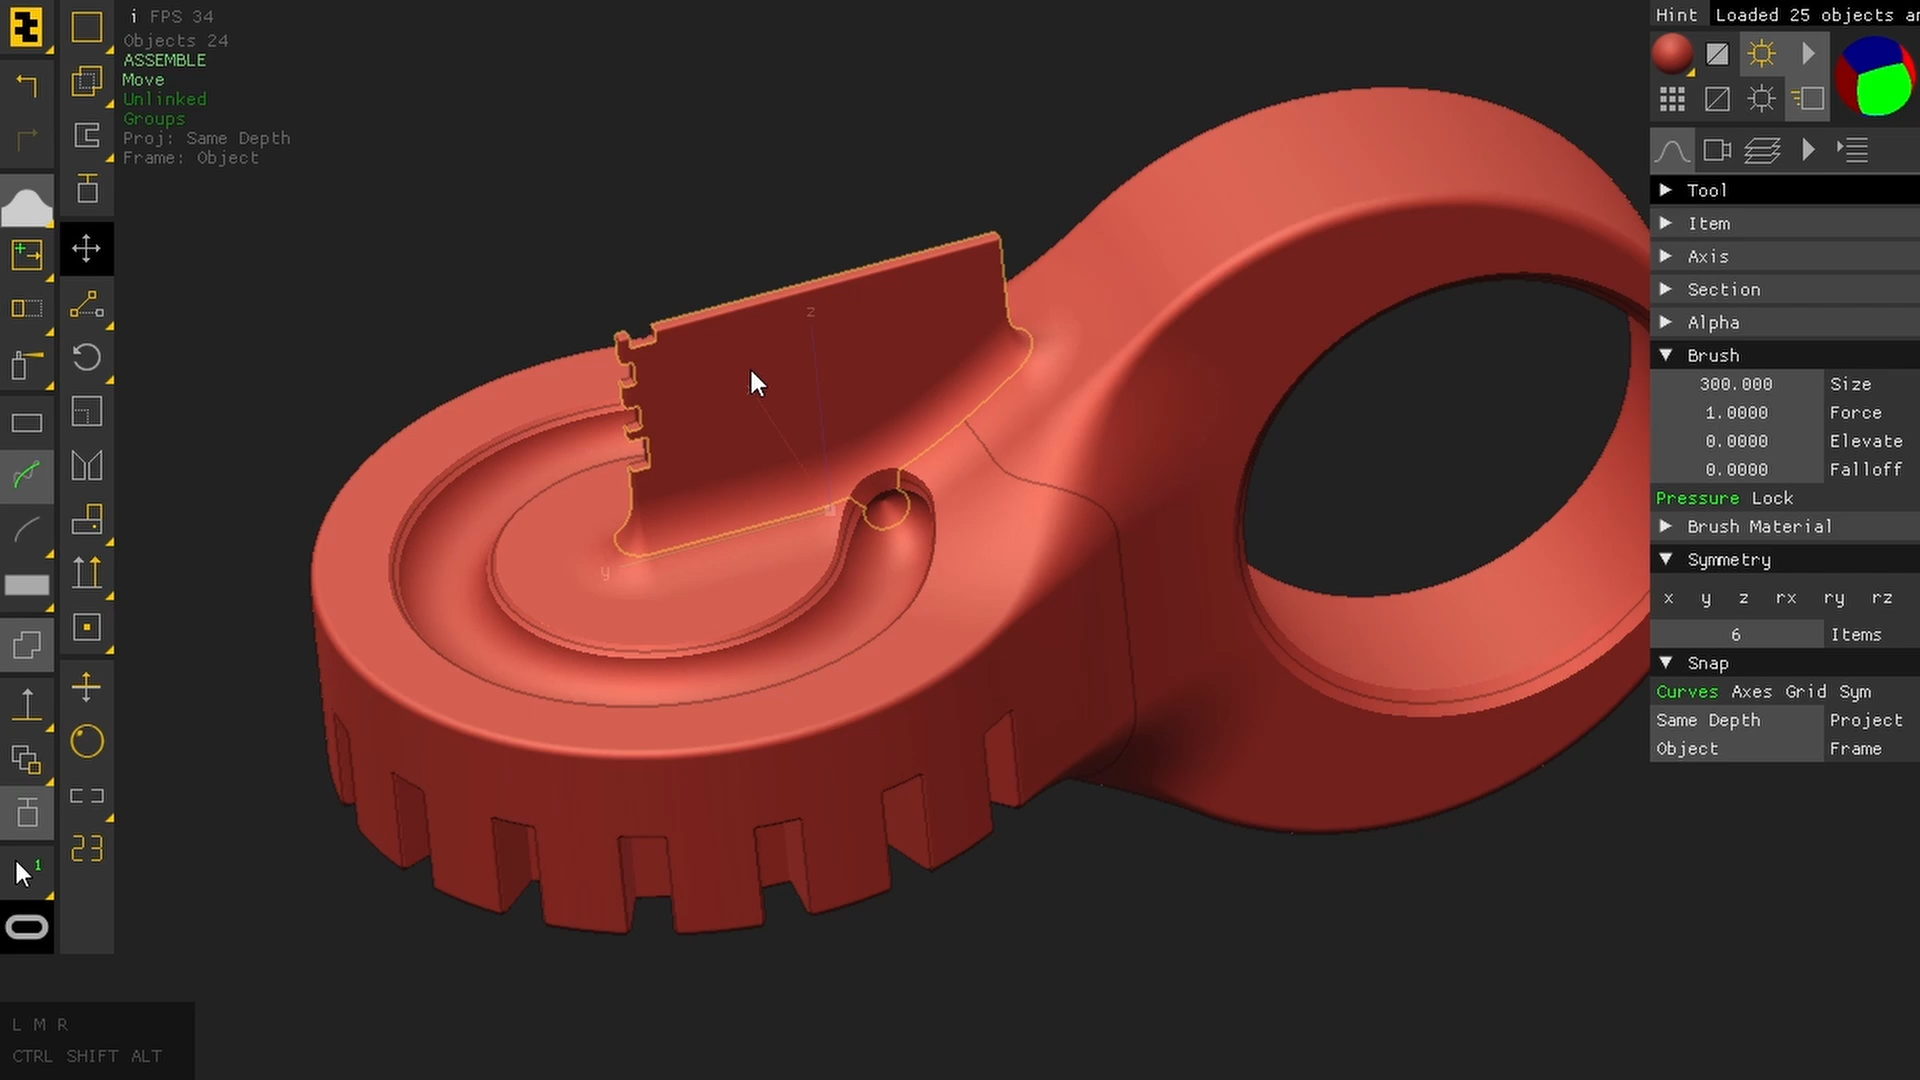 i FPS 34
Objects 24
ASSEMBLE
Move
Unlinked
Groups
Proj: Same Depth
Frame: Object
23
1
L M R
CTRL SHIFT ALT
z
y
Hint Loaded 25 objects an
Tool
Item
Axis
Section
Alpha
Brush
300.000 Size
1.0000 Force
0.0000 Elevate
0.0000 Falloff
Pressure Lock
Brush Material
Symmetry
x y z rx ry rz
6 Items
Snap
Curves Axes Grid Sym
Same Depth Project
Object Frame